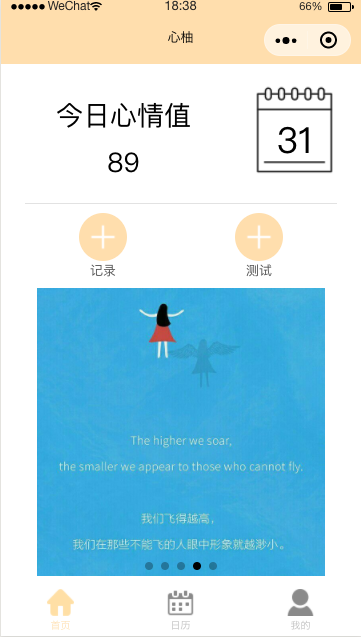 WeChat 18:38 66%
心柚
今日心情值
89
31
记录 测试
The higher we soar,
the smaller we appear to those who cannot fly.
我们飞得越高，
我们在那些不能飞的人眼中形象就越渺小。
首页 日历 我的